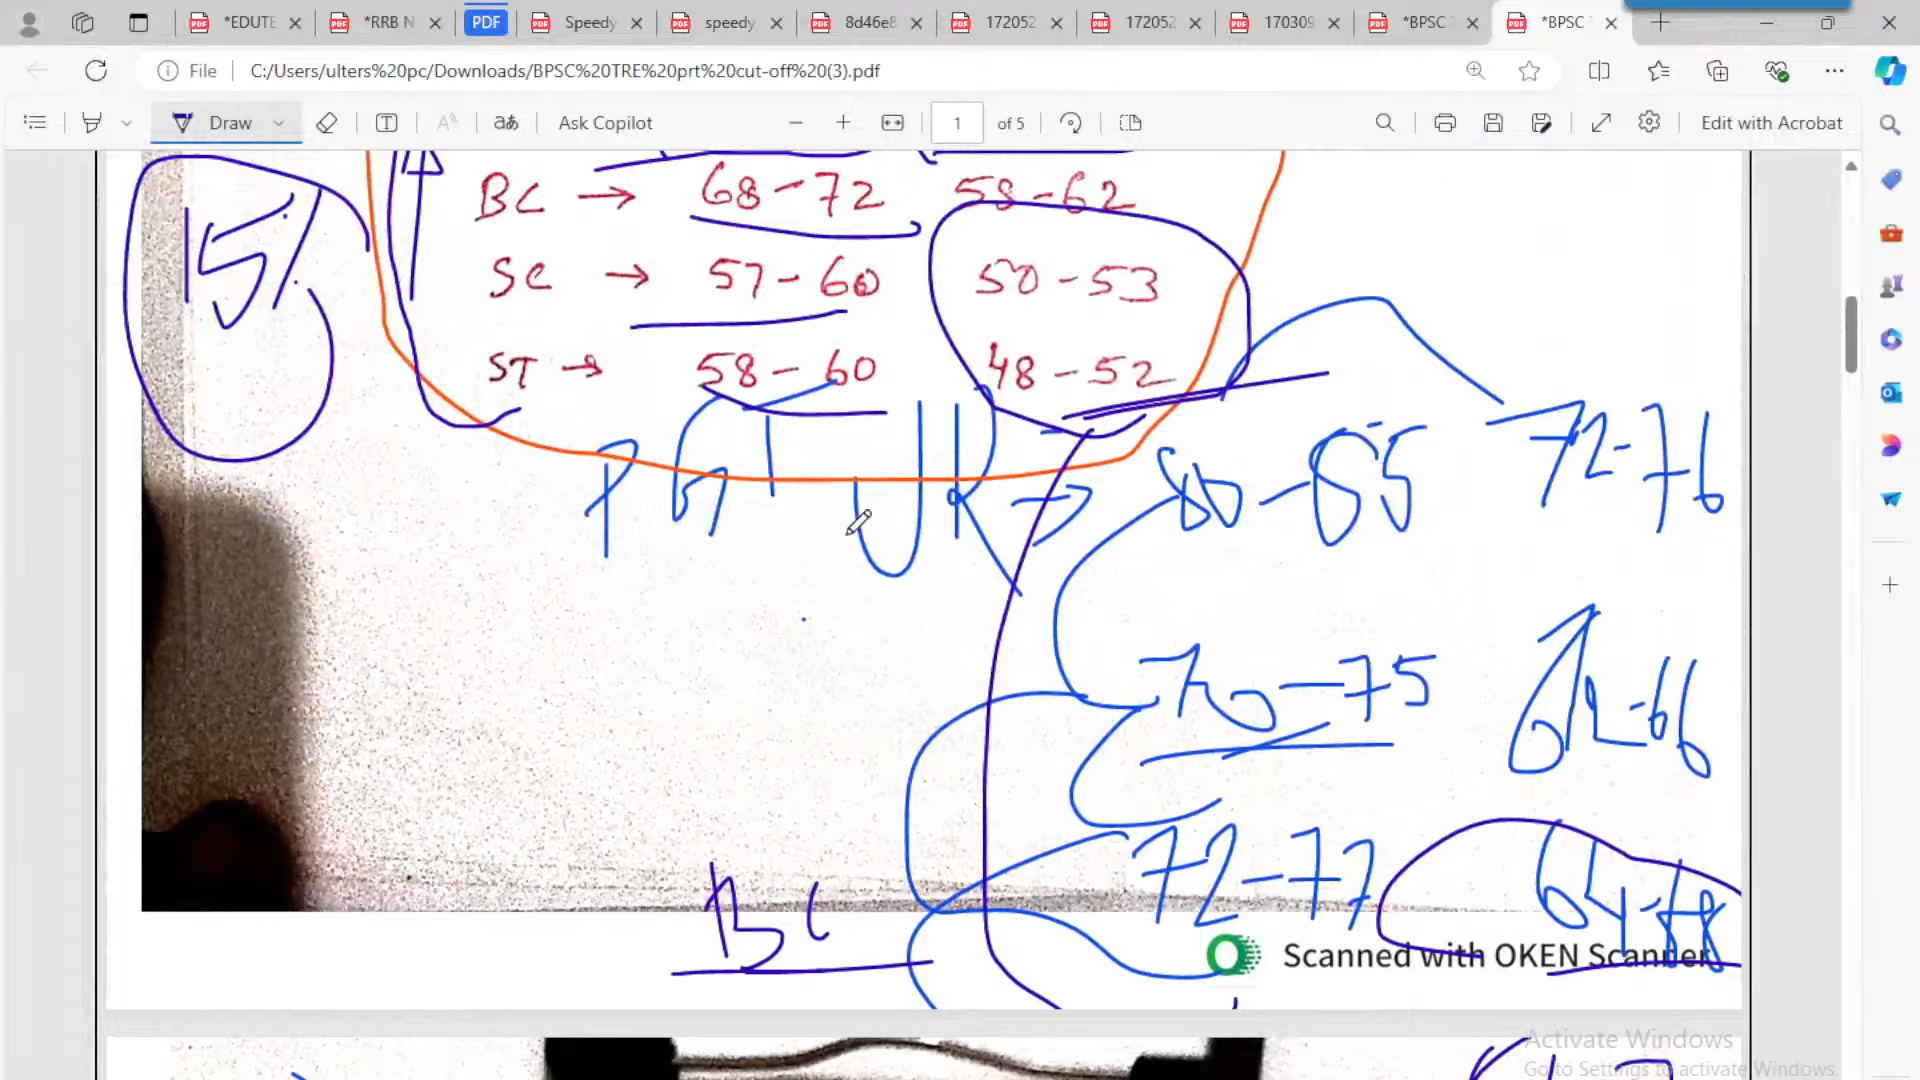 *EDUTE *RRB N PDF Speedy speedy 8d46e8 172052 172052 170309 *BPSC *BPSC
File C:/Users/ulters%20pc/Downloads/BPSC%20TRE%20prt%20cut-off%20(3).pdf
Draw Ask Copilot 1 of 5 Edit with Acrobat
15%
BC → 68-72 58-62
SC → 57-60 50-53
ST → 58-60 48-52
UR → 80-85 72-76
70-75 62-66
72-77 64-68
BC
Scanned with OKEN Scanner
Activate Windows
Go to Settings to activate Windows.